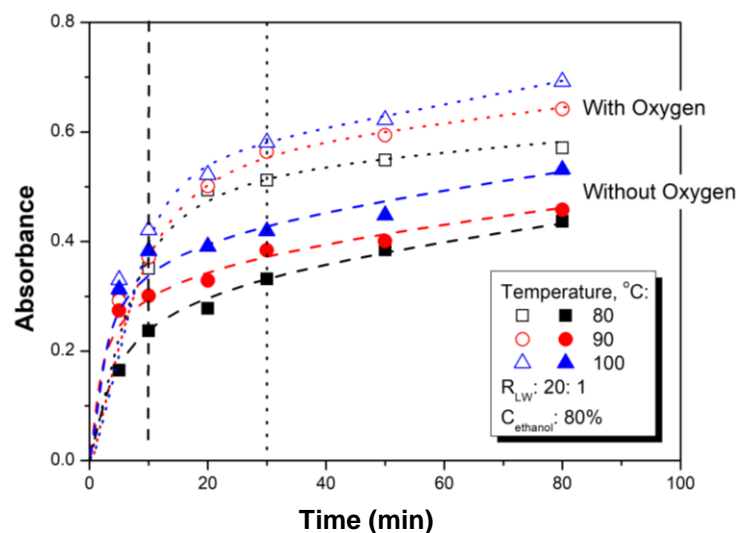 0.8
0.6
0.4
0.2
0.0
Absorbance
With Oxygen
Without Oxygen
Temperature, °C:
80
90
100
R_LW: 20: 1
C_ethanol: 80%
0 20 40 60 80 100
Time (min)